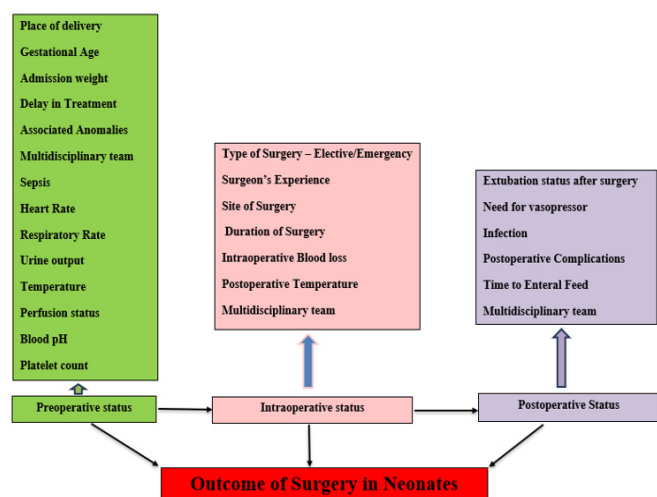 Place of delivery
Gestational Age
Admission weight
Delay in Treatment
Associated Anomalies
Multidisciplinary team
Sepsis
Heart Rate
Respiratory Rate
Urine output
Temperature
Perfusion status
Blood pH
Platelet count
Type of Surgery – Elective/Emergency
Surgeon's Experience
Site of Surgery
Duration of Surgery
Intraoperative Blood loss
Postoperative Temperature
Multidisciplinary team
Extubation status after surgery
Need for vasopressor
Infection
Postoperative Complications
Time to Enteral Feed
Multidisciplinary team
Preoperative status
Intraoperative status
Postoperative Status
Outcome of Surgery in Neonates